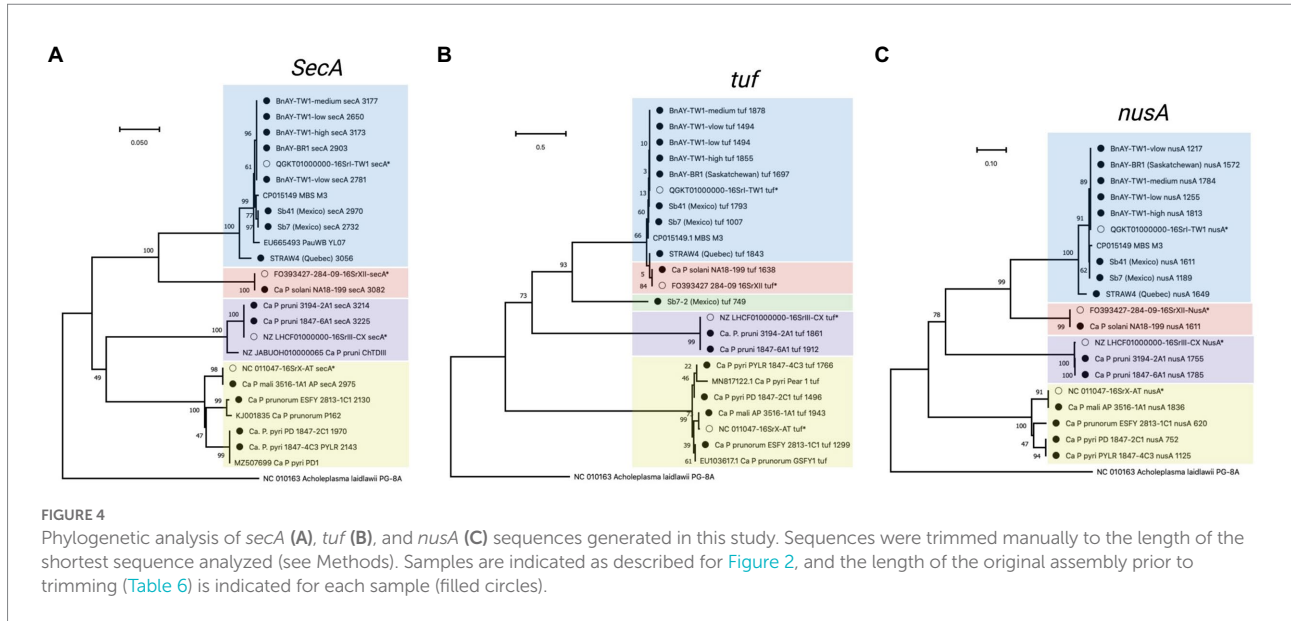 A
SecA
0.050
BnAY-TW1-medium secA 3177
BnAY-TW1-low secA 2650
BnAY-TW1-high secA 3173
96
BnAY-BR1 secA 2903
61
QGKT01000000-16SrI-TW1 secA*
BnAY-TW1-vlow secA 2781
99
CP015149 MBS M3
77
Sb41 (Mexico) secA 2970
97
Sb7 (Mexico) secA 2732
100
EU665493 PauWB YL07
100
STRAW4 (Quebec) 3056
FO393427-284-09-16SrXII-secA*
100
Ca P solani NA18-199 secA 3082
Ca P pruni 3194-2A1 secA 3214
Ca P pruni 1847-6A1 secA 3225
100
NZ LHCF01000000-16SrIII-CX secA*
NZ JABUOH010000065 Ca P pruni ChTDIII
49
98
NC 011047-16SrX-AT secA*
Ca P mali 3516-1A1 AP secA 2975
99
Ca P prunorum ESFY 2813-1C1 2130
100
KJ001835 Ca P prunorum P162
47
Ca. P. pyri PD 1847-2C1 1970
Ca. P. pyri 1847-4C3 PYLR 2143
99
MZ507699 Ca P pyri PD1
NC 010163 Acholeplasma laidlawii PG-8A
B
tuf
0.5
BnAY-TW1-medium tuf 1878
BnAY-TW1-vlow tuf 1494
10
BnAY-TW1-low tuf 1494
BnAY-TW1-high tuf 1855
3
BnAY-BR1 (Saskatchewan) tuf 1697
13
QGKT01000000-16SrI-TW1 tuf*
60
Sb41 (Mexico) tuf 1793
Sb7 (Mexico) tuf 1007
66
CP015149.1 MBS M3
STRAW4 (Quebec) tuf 1843
93
5
Ca P solani NA18-199 tuf 1638
84
FO393427 284-09 16SrXII tuf*
73
Sb7-2 (Mexico) tuf 749
NZ LHCF01000000-16SrIII-CX tuf*
99
Ca. P. pruni 3194-2A1 tuf 1861
Ca P pruni 1847-6A1 tuf 1912
22
Ca P pyri PYLR 1847-4C3 tuf 1766
46
MN817122.1 Ca P pyri Pear 1 tuf
Ca P pyri PD 1847-2C1 tuf 1496
Ca P mali AP 3516-1A1 tuf 1943
99
NC 011047-16SrX-AT tuf*
39
Ca P prunorum ESFY 2813-1C1 tuf 1299
61
EU103617.1 Ca P prunorum GSFY1 tuf
NC 010163 Acholeplasma laidlawii PG-8A
C
nusA
0.10
BnAY-TW1-vlow nusA 1217
BnAY-BR1 (Saskatchewan) nusA 1572
89
BnAY-TW1-medium nusA 1784
BnAY-TW1-low nusA 1255
BnAY-TW1-high nusA 1813
91
QGKT01000000-16SrI-TW1 nusA*
100
CP015149 MBS M3
Sb41 (Mexico) nusA 1611
62
Sb7 (Mexico) nusA 1189
100
STRAW4 (Quebec) nusA 1649
FO393427-284-09-16SrXII-NusA*
99
Ca P solani NA18-199 nusA 1611
78
NZ LHCF01000000-16SrIII-CX NusA*
100
Ca P pruni 3194-2A1 nusA 1755
100
Ca P pruni 1847-6A1 nusA 1785
91
NC 011047-16SrX-AT nusA*
Ca P mali AP 3516-1A1 nusA 1836
100
Ca P prunorum ESFY 2813-1C1 nusA 620
47
Ca P pyri PD 1847-2C1 nusA 752
94
Ca P pyri PYLR 1847-4C3 nusA 1125
NC 010163 Acholeplasma laidlawii PG-8A
FIGURE 4
Phylogenetic analysis of secA (A), tuf (B), and nusA (C) sequences generated in this study. Sequences were trimmed manually to the length of the
shortest sequence analyzed (see Methods). Samples are indicated as described for Figure 2, and the length of the original assembly prior to
trimming (Table 6) is indicated for each sample (filled circles).